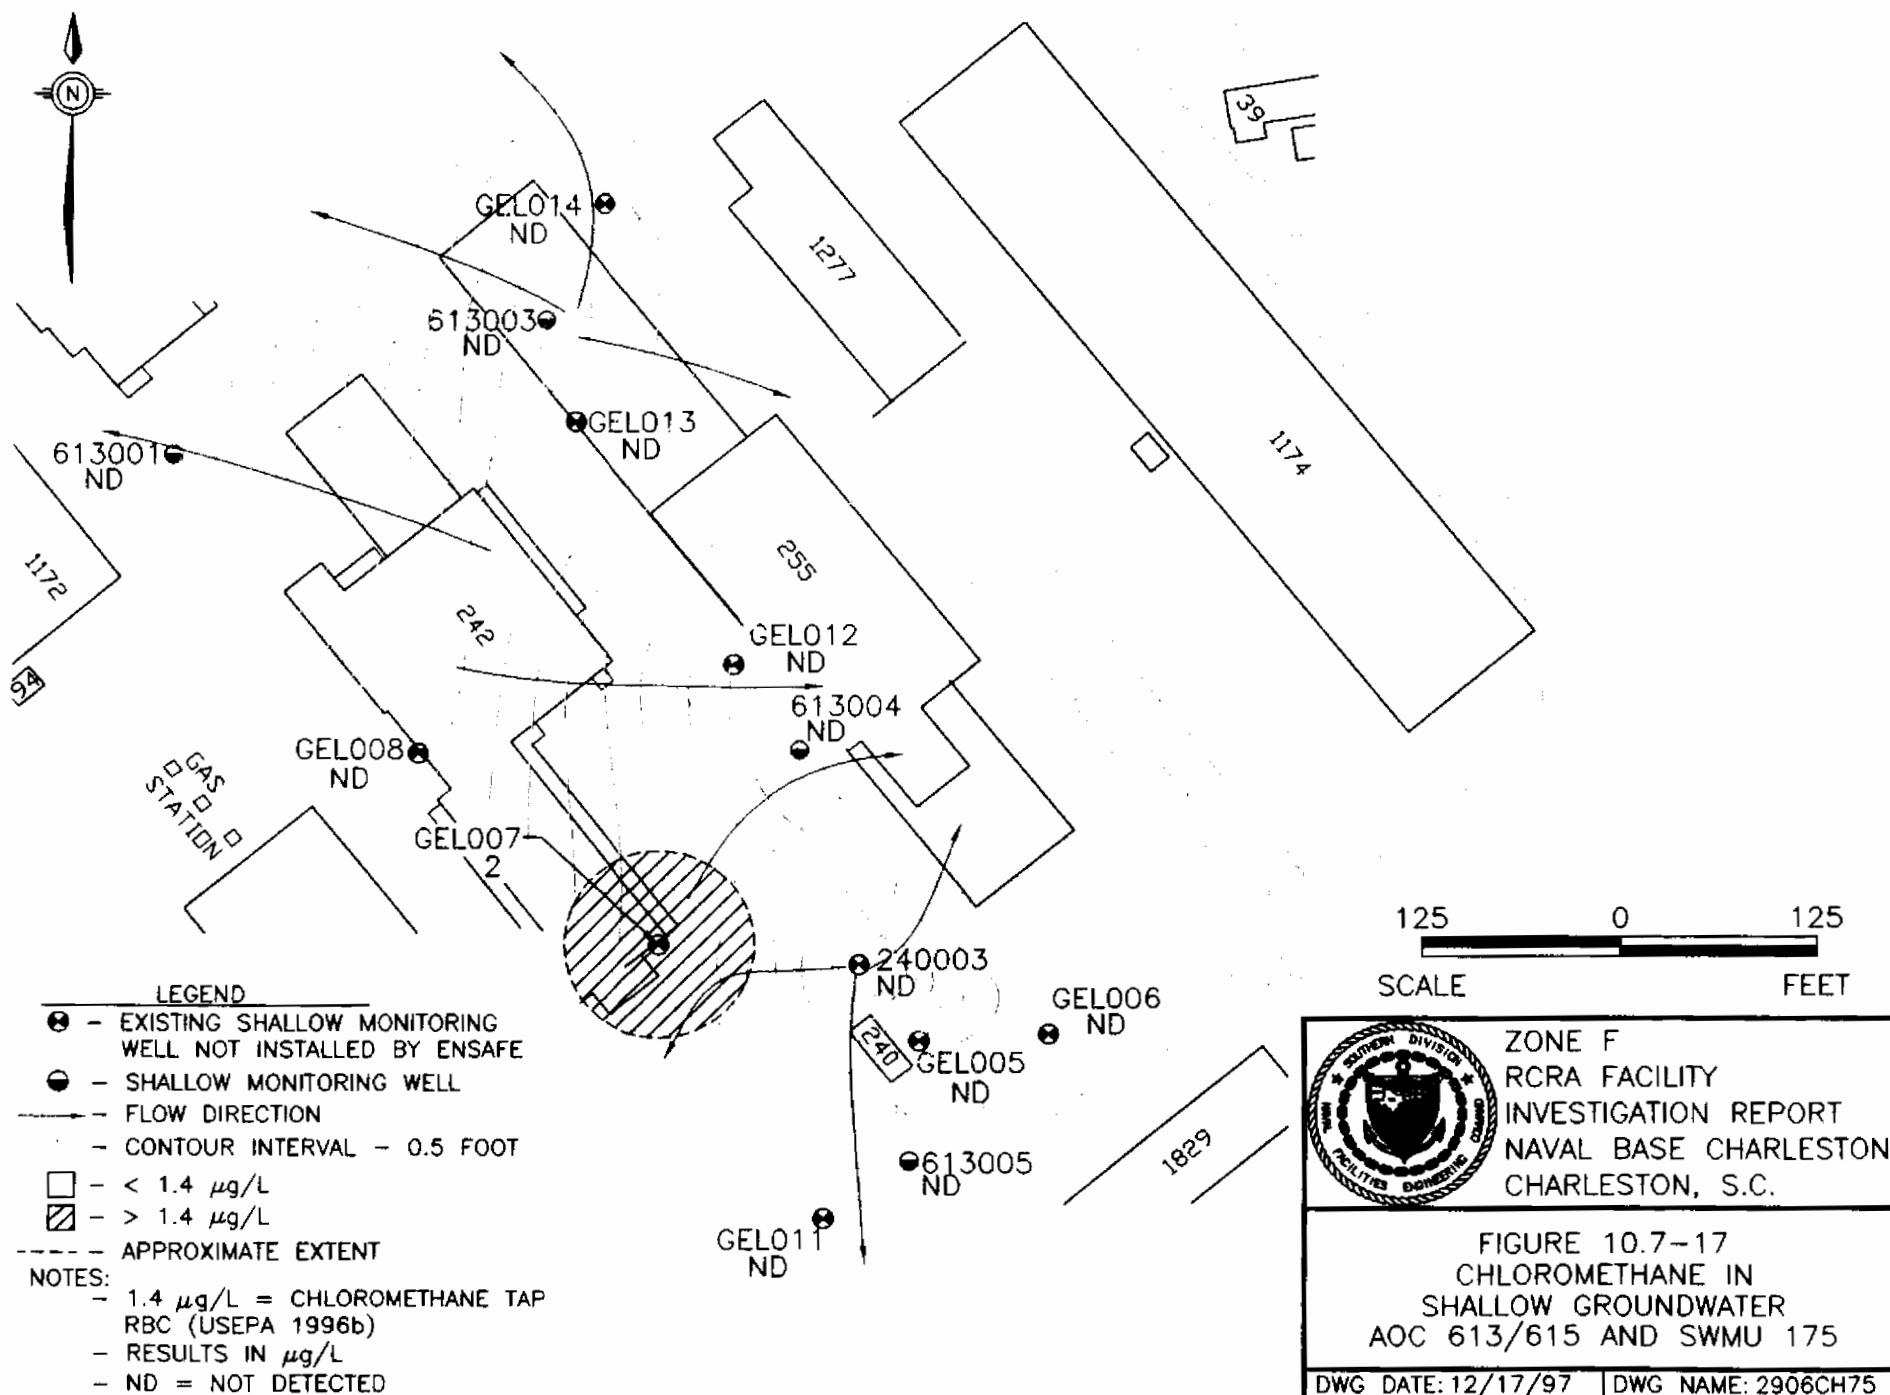 N
39
GEL014
ND
1277
613003
ND
GEL013
ND
613001
ND
1174
1172
255
242
94
GEL012
ND
613004
ND
GEL008
ND
GAS
STATION
GEL007
2
125 0 125
SCALE FEET
240003
ND
GEL006
ND
240
GEL005
ND
613005
ND
1829
GEL011
ND
LEGEND
- EXISTING SHALLOW MONITORING
WELL NOT INSTALLED BY ENSAFE
- SHALLOW MONITORING WELL
- FLOW DIRECTION
- CONTOUR INTERVAL - 0.5 FOOT
- < 1.4 µg/L
- > 1.4 µg/L
- APPROXIMATE EXTENT
NOTES:
- 1.4 µg/L = CHLOROMETHANE TAP
RBC (USEPA 1996b)
- RESULTS IN µg/L
- ND = NOT DETECTED
SOUTHERN DIVISION
NAVAL FACILITIES ENGINEERING COMMAND
ZONE F
RCRA FACILITY
INVESTIGATION REPORT
NAVAL BASE CHARLESTON
CHARLESTON, S.C.
FIGURE 10.7-17
CHLOROMETHANE IN
SHALLOW GROUNDWATER
AOC 613/615 AND SWMU 175
DWG DATE: 12/17/97 DWG NAME: 2906CH75